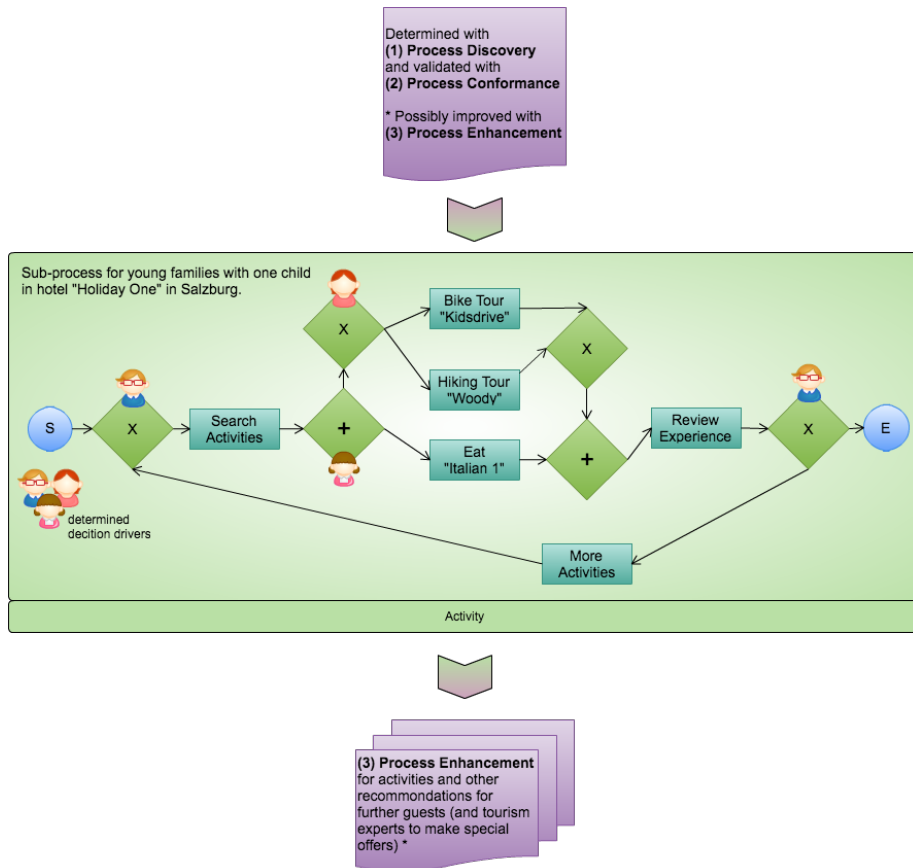 Determined with
(1) Process Discovery
and validated with
(2) Process Conformance
* Possibly improved with
(3) Process Enhancement
Sub-process for young families with one child
in hotel "Holiday One" in Salzburg.
S
X
Search
Activities
X
+
Bike Tour
"Kidsdrive"
Hiking Tour
"Woody"
Eat
"Italian 1"
X
+
Review
Experience
X
E
determined
decition drivers
More
Activities
Activity
(3) Process Enhancement
for activities and other
recommondations for
further guests (and tourism
experts to make special
offers) *